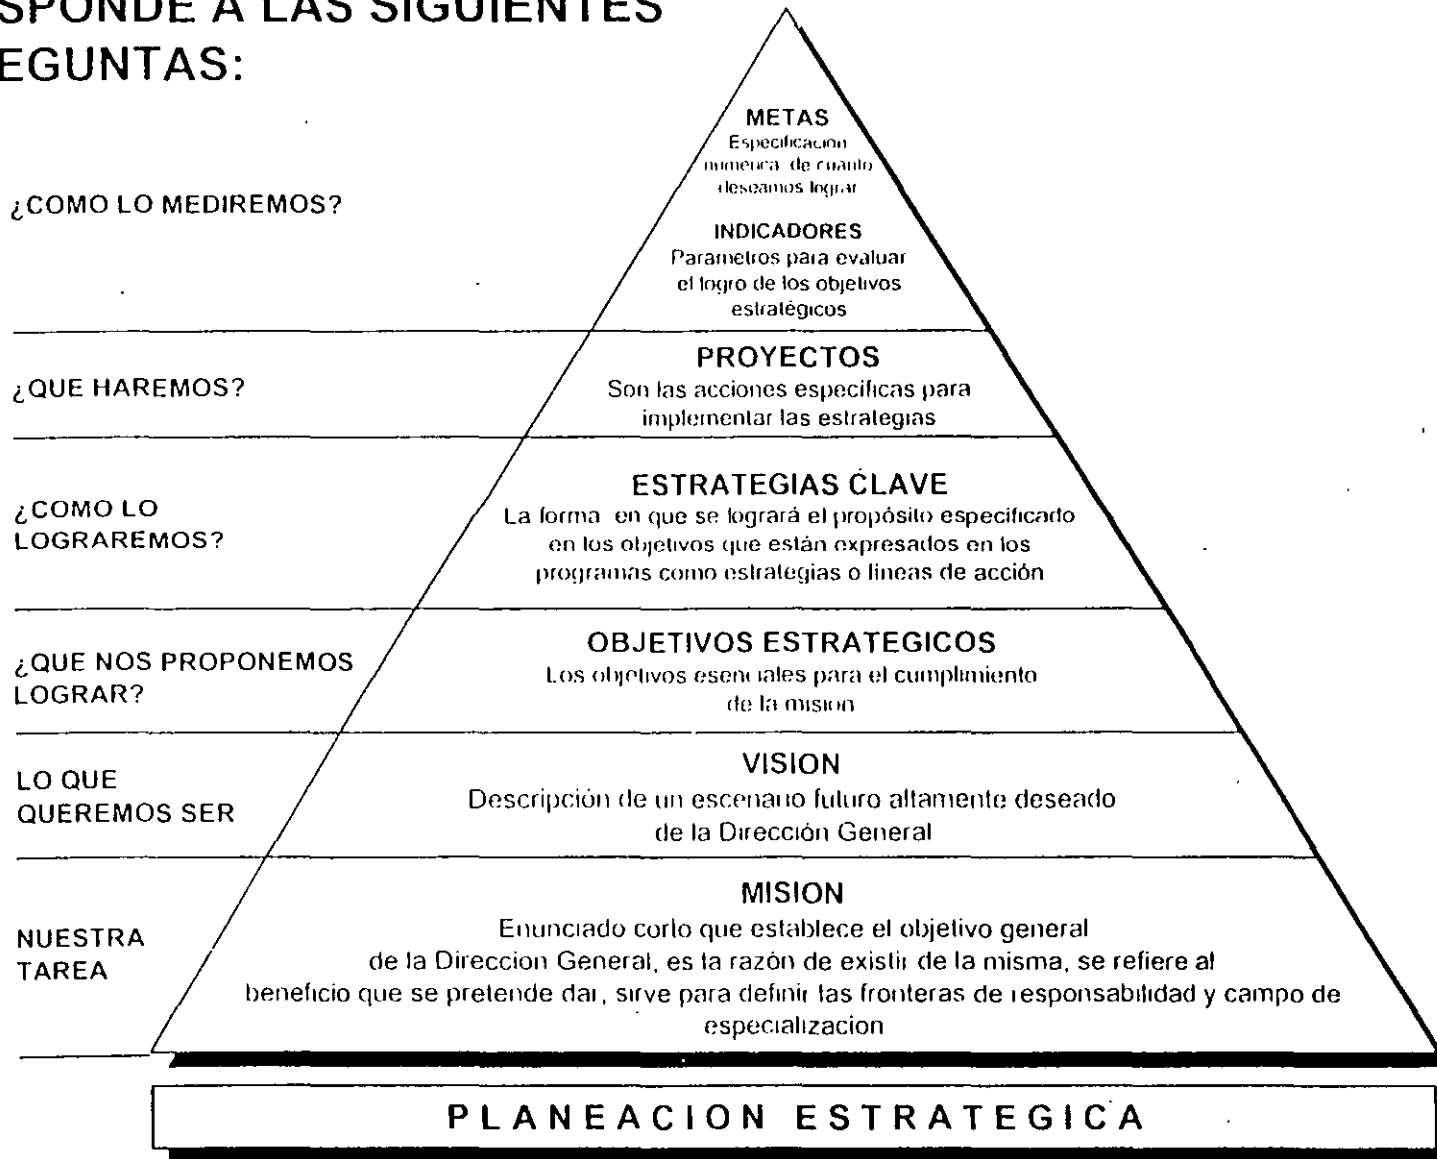 SPONDE A LAS SIGUIENTES
EGUNTAS:
¿COMO LO MEDIREMOS?
METAS
Especificacion
numerica de cuanto
deseamos lograr
INDICADORES
Parametros para evaluar
el logro de los objetivos
estratégicos
¿QUE HAREMOS?
PROYECTOS
Son las acciones especificas para
implementar las estrategias
¿COMO LO
LOGRAREMOS?
ESTRATEGIAS CLAVE
La forma en que se logrará el propósito especificado
en los objetivos que están expresados en los
programas como estrategias o lineas de acción
¿QUE NOS PROPONEMOS
LOGRAR?
OBJETIVOS ESTRATEGICOS
Los objetivos esenciales para el cumplimiento
de la mision
LO QUE
QUEREMOS SER
VISION
Descripción de un escenario futuro altamente deseado
de la Dirección General
NUESTRA
TAREA
MISION
Enunciado corto que establece el objetivo general
de la Direccion General, es la razón de existir de la misma, se refiere al
beneficio que se pretende dar, sirve para definir las fronteras de responsabilidad y campo de
especializacion
PLANEACION ESTRATEGICA